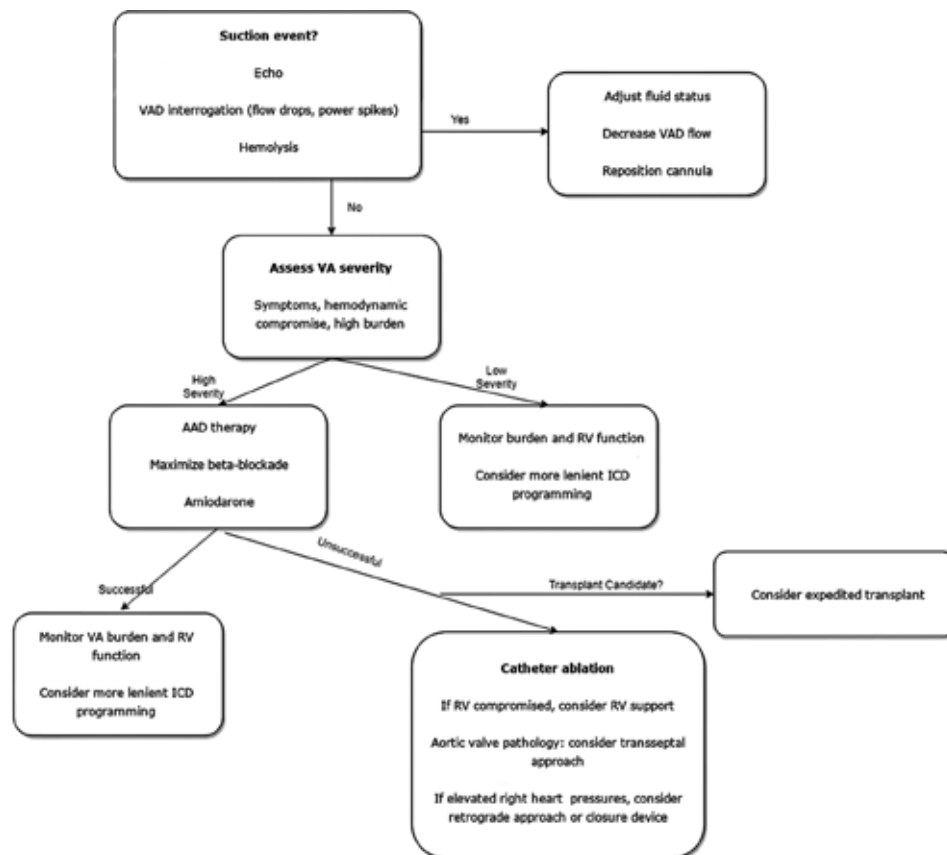 Suction event?
Echo
VAD interrogation (flow drops, power spikes)
Hemolysis
Yes
Adjust fluid status
Decrease VAD flow
Reposition cannula
No
Assess VA severity
Symptoms, hemodynamic
compromise, high burden
High
Severity
Low
Severity
AAD therapy
Maximize beta-blockade
Amiodarone
Monitor burden and RV function
Consider more lenient ICD
programming
Successful
Unsuccessful
Transplant Candidate?
Consider expedited transplant
Monitor VA burden and RV
function
Consider more lenient ICD
programming
Catheter ablation
If RV compromised, consider RV support
Aortic valve pathology: consider transseptal
approach
If elevated right heart pressures, consider
retrograde approach or closure device